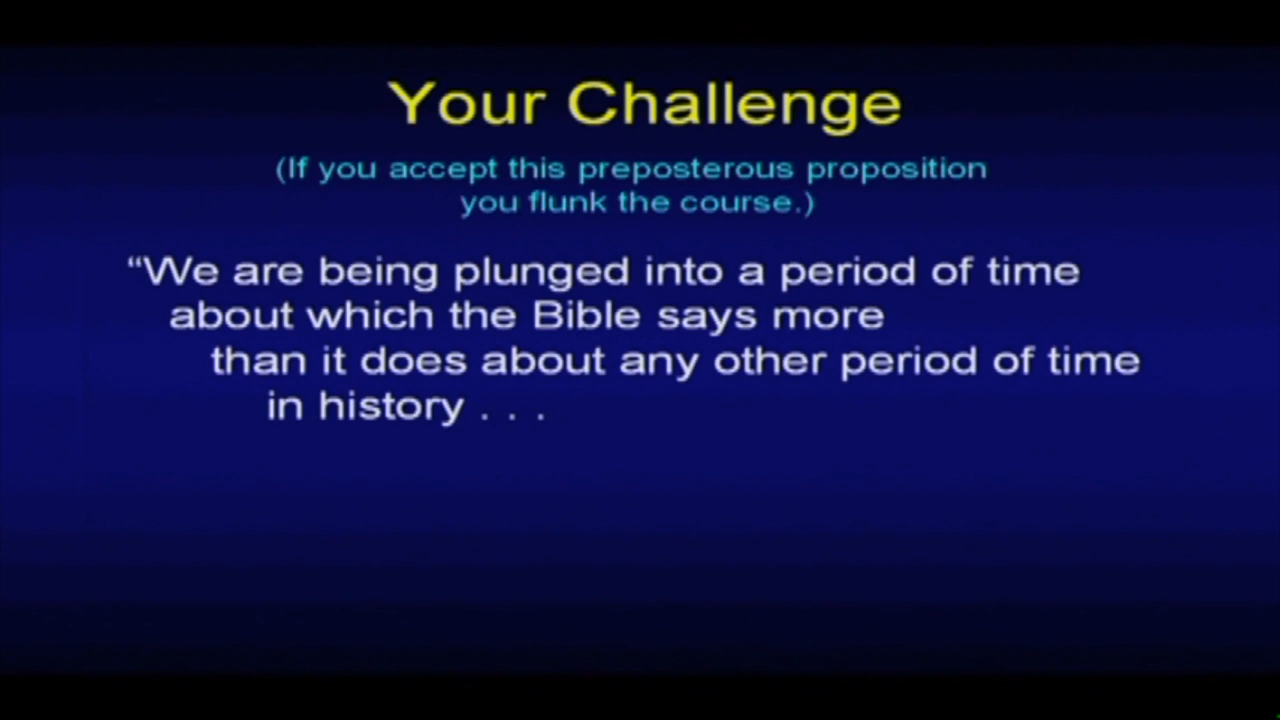 Your Challenge
(If you accept this preposterous proposition
you flunk the course.)
“We are being plunged into a period of time
about which the Bible says more
than it does about any other period of time
in history . . .